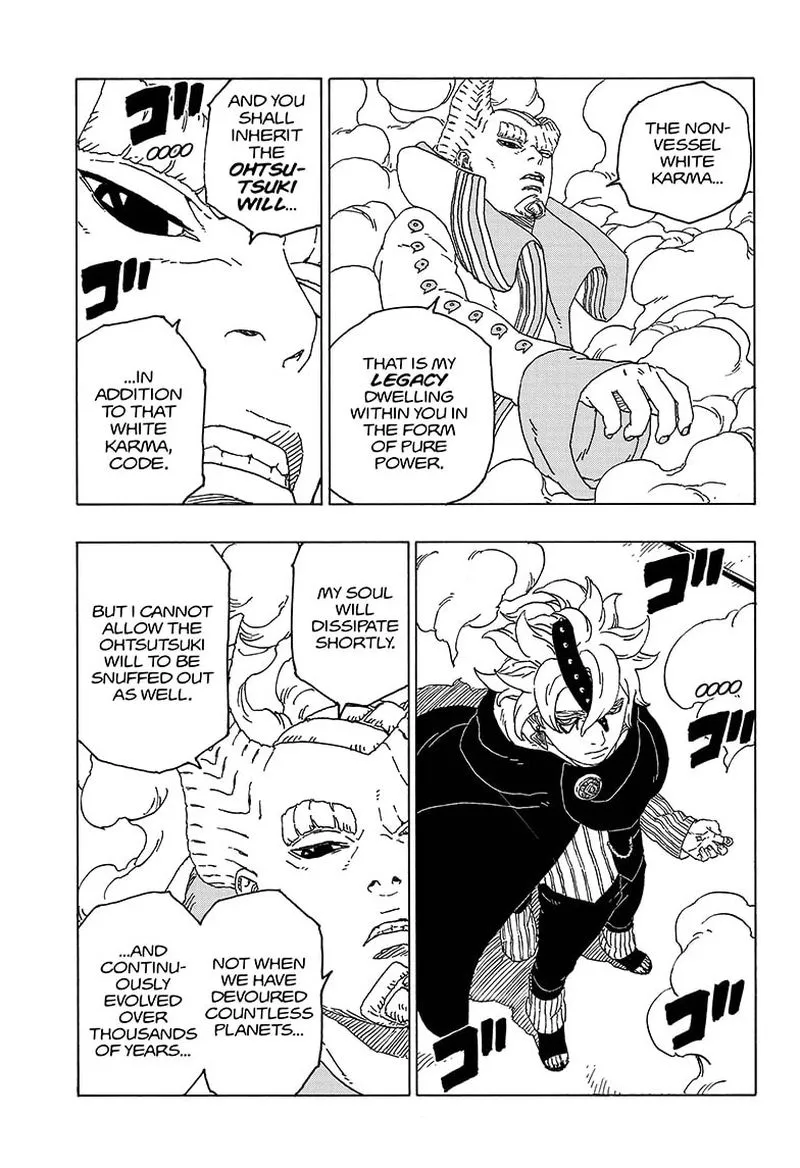 THE NON-
VESSEL
WHITE
KARMA...
THAT IS MY
LEGACY
DWELLING
WITHIN YOU IN
THE FORM
OF PURE
POWER.
AND YOU
SHALL
INHERIT
THE
OHTSU-
TSUKI
WILL...
ゴ
OOOO
ゴ
...IN
ADDITION
TO THAT
WHITE
KARMA,
CODE.
ゴ
OOOO
ゴ
ゴ
ゴ
MY SOUL
WILL
DISSIPATE
SHORTLY.
BUT I CANNOT
ALLOW THE
OHTSUTSUKI
WILL TO BE
SNUFFED OUT
AS WELL.
NOT WHEN
WE HAVE
DEVOURED
COUNTLESS
PLANETS...
...AND
CONTINU-
OUSLY
EVOLVED
OVER
THOUSANDS
OF YEARS...